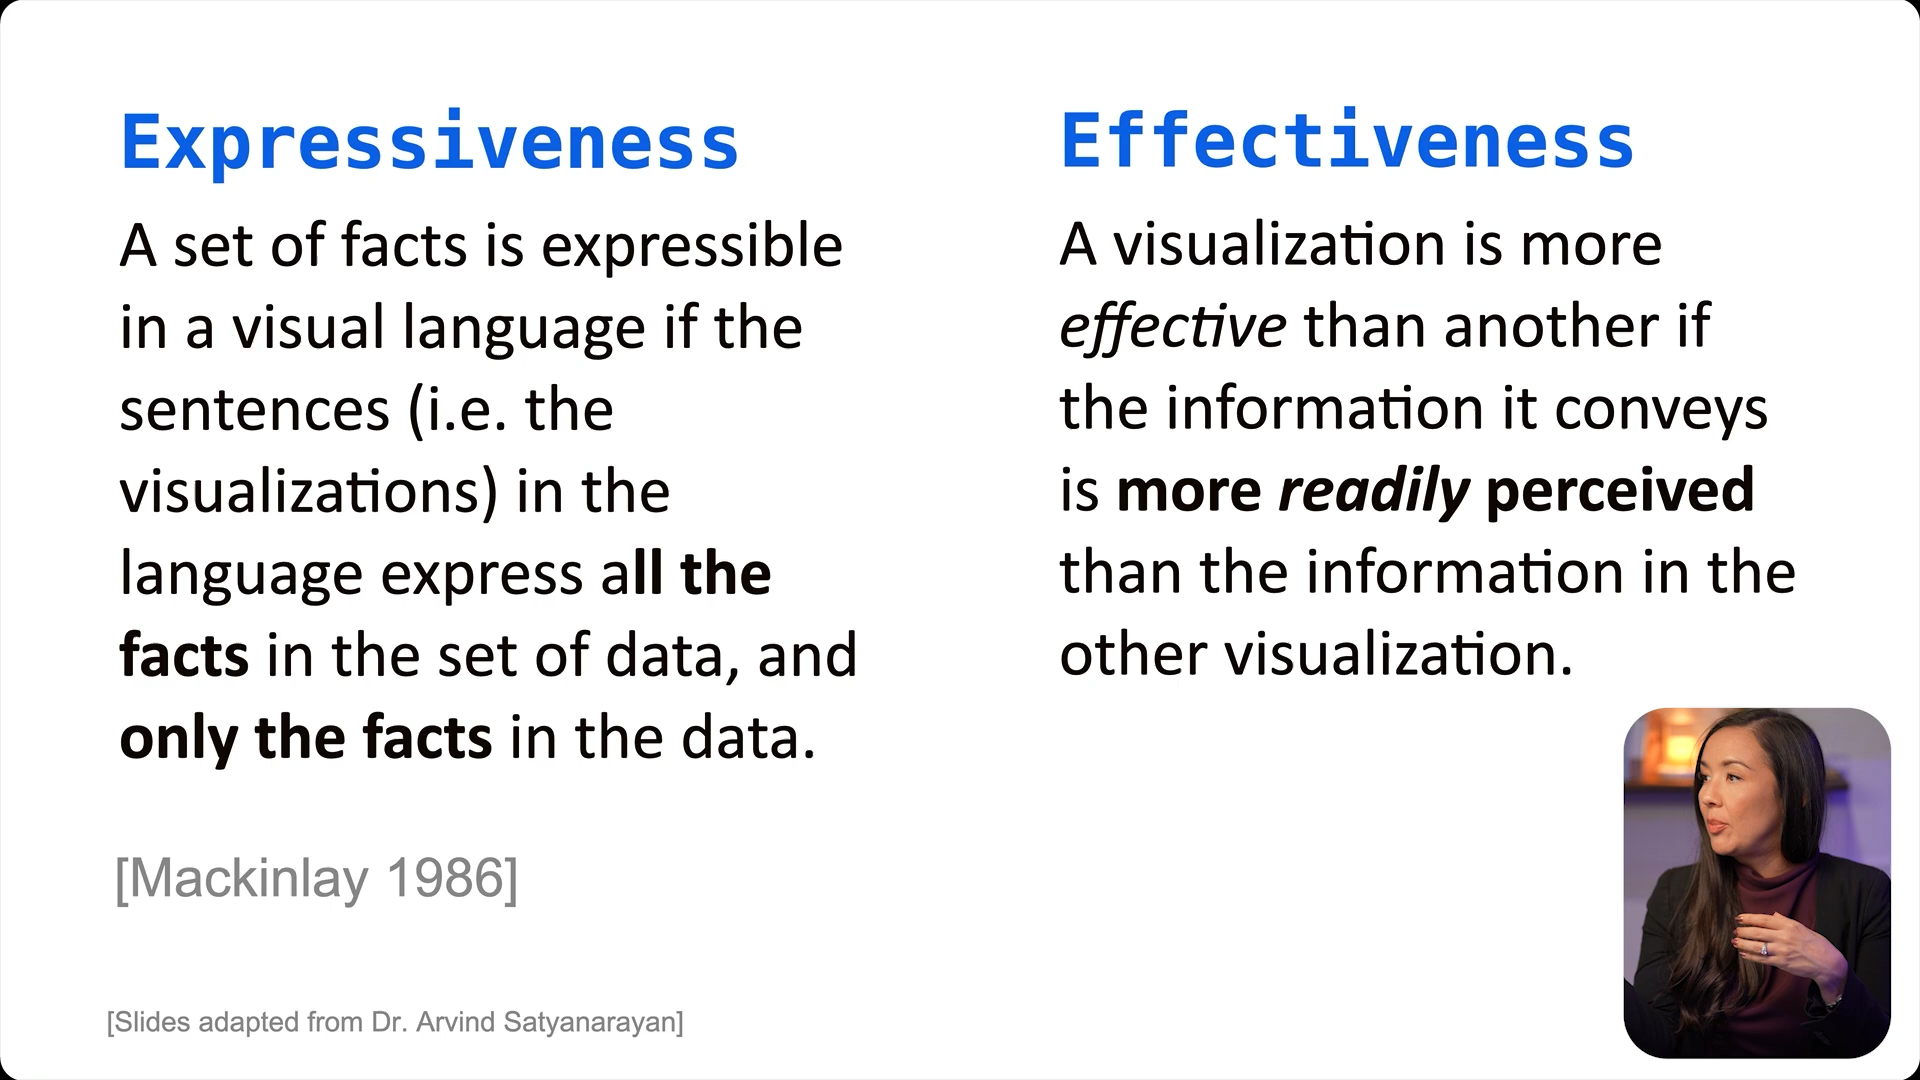 Expressiveness
A set of facts is expressible
in a visual language if the
sentences (i.e. the
visualizations) in the
language express all the
facts in the set of data, and
only the facts in the data.
[Mackinlay 1986]
Effectiveness
A visualization is more
effective than another if
the information it conveys
is more readily perceived
than the information in the
other visualization.
[Slides adapted from Dr. Arvind Satyanarayan]